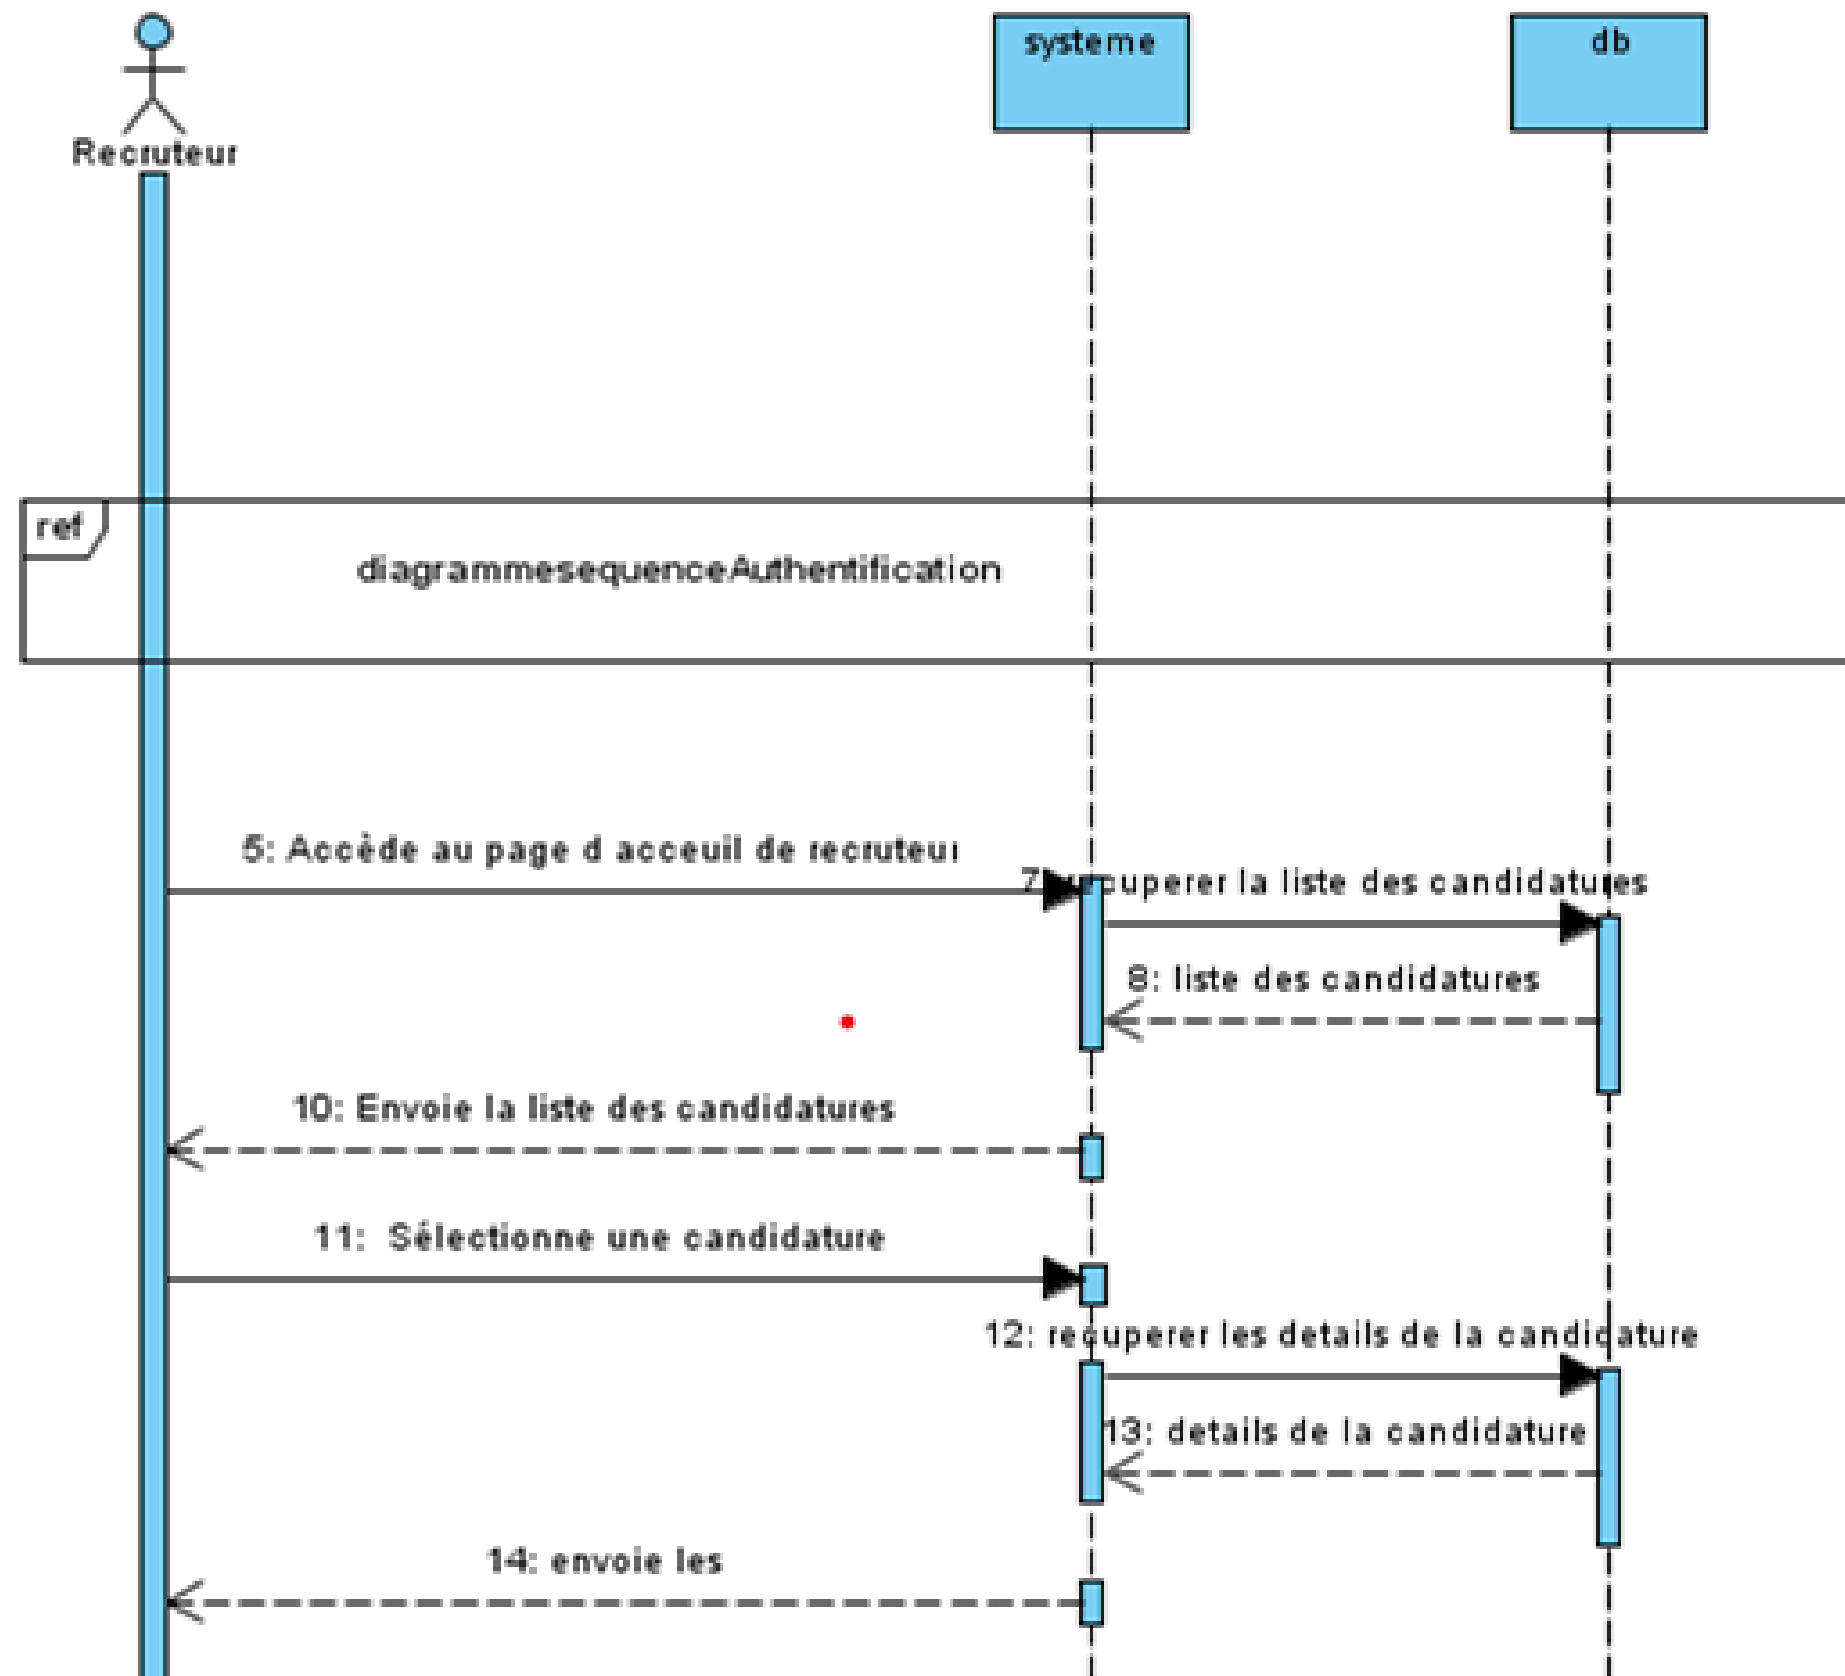 systeme
db
Recruteur
ref
diagrammesequenceAuthentification
5: Accède au page d acceuil de recruteur
7: recuperer la liste des candidatures
8: liste des candidatures
10: Envoie la liste des candidatures
11: Sélectionne une candidature
12: recuperer les details de la candidature
13: details de la candidature
14: envoie les